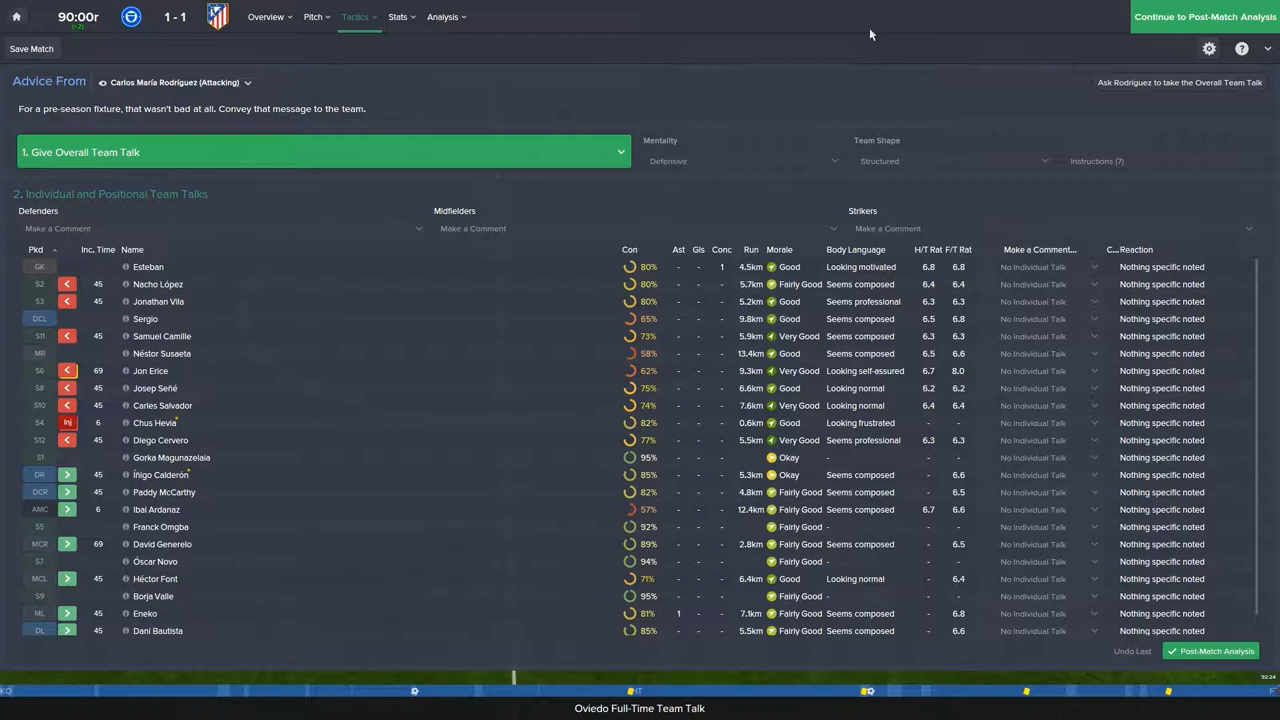 90:00r 1 - 1 Overview Pitch Tactics Stats Analysis Continue to Post-Match Analysis
(+2)
Save Match
Advice From Carlos María Rodríguez (Attacking) Ask Rodríguez to take the Overall Team Talk
For a pre-season fixture, that wasn't bad at all. Convey that message to the team.
Mentality Team Shape
1. Give Overall Team Talk Defensive Structured Instructions (7)
2. Individual and Positional Team Talks
Defenders Midfielders Strikers
Make a Comment Make a Comment Make a Comment
Pkd Inc. Time Name Con Ast Gls Conc Run Morale Body Language H/T Rat F/T Rat Make a Comment... C... Reaction
GK Esteban 80% - - 1 4.5km Good Looking motivated 6.8 6.8 No Individual Talk Nothing specific noted
S2 45 Nacho López 80% - - - 5.7km Fairly Good Seems composed 6.4 6.4 No Individual Talk Nothing specific noted
S3 45 Jonathan Vila 80% - - - 5.2km Good Seems professional 6.3 6.3 No Individual Talk Nothing specific noted
DCL Sergio 65% - - - 9.8km Good Seems composed 6.5 6.8 No Individual Talk Nothing specific noted
S11 45 Samuel Camille 73% - - - 5.9km Very Good Seems composed 6.3 6.3 No Individual Talk Nothing specific noted
MR Néstor Susaeta 58% - - - 13.4km Good Seems composed 6.5 6.6 No Individual Talk Nothing specific noted
S6 69 Jon Erice 62% - - - 9.3km Very Good Looking self-assured 6.7 8.0 No Individual Talk Nothing specific noted
S8 45 Josep Señé 75% - - - 6.6km Good Looking normal 6.2 6.2 No Individual Talk Nothing specific noted
S10 45 Carles Salvador 74% - - - 7.6km Very Good Looking normal 6.4 6.4 No Individual Talk Nothing specific noted
S4 Inj 6 Chus Hevia 82% - - - 0.6km Good Looking frustrated - - No Individual Talk Nothing specific noted
S12 45 Diego Cervero 77% - - - 5.5km Very Good Seems professional 6.3 6.3 No Individual Talk Nothing specific noted
S1 Gorka Magunazelaia 95% - - - Okay - - - No Individual Talk Nothing specific noted
DR 45 Íñigo Calderón 85% - - - 5.3km Okay Seems composed - 6.6 No Individual Talk Nothing specific noted
DCR 45 Paddy McCarthy 82% - - - 4.8km Fairly Good Seems composed - 6.5 No Individual Talk Nothing specific noted
AMC 6 Ibai Ardanaz 57% - - - 12.4km Fairly Good Seems composed 6.7 6.6 No Individual Talk Nothing specific noted
S5 Franck Omgba 92% - - - Fairly Good - - - No Individual Talk Nothing specific noted
MCR 69 David Generelo 89% - - - 2.8km Fairly Good Seems composed - 6.5 No Individual Talk Nothing specific noted
S7 Óscar Novo 94% - - - Fairly Good - - - No Individual Talk Nothing specific noted
MCL 45 Héctor Font 71% - - - 6.4km Good Looking normal - 6.4 No Individual Talk Nothing specific noted
S9 Borja Valle 95% - - - Fairly Good - - - No Individual Talk Nothing specific noted
ML 45 Eneko 81% 1 - - 7.1km Fairly Good Seems composed - 6.8 No Individual Talk Nothing specific noted
DL 45 Dani Bautista 85% - - - 5.5km Fairly Good Seems composed - 6.6 No Individual Talk Nothing specific noted
Undo Last Post-Match Analysis
92:24
KO HT F
Oviedo Full-Time Team Talk